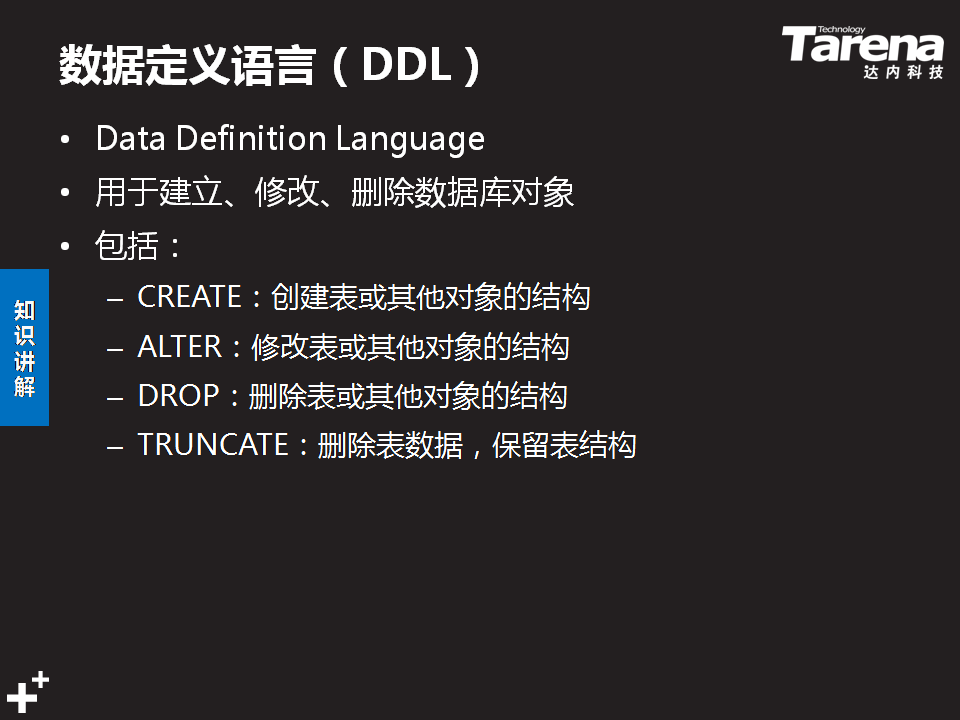 数据定义语言（DDL）
Technology
Tarena
达内科技
• Data Definition Language
• 用于建立、修改、删除数据库对象
• 包括：
– CREATE：创建表或其他对象的结构
– ALTER：修改表或其他对象的结构
– DROP：删除表或其他对象的结构
– TRUNCATE：删除表数据，保留表结构
知识讲解